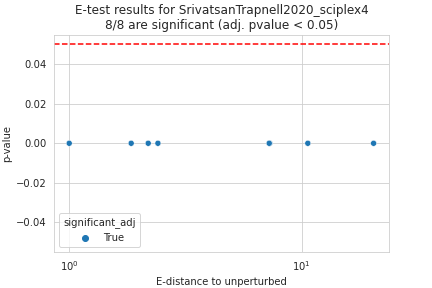 E-test results for SrivatsanTrapnell2020_sciplex4
8/8 are significant (adj. pvalue < 0.05)
0.04
0.02
0.00
−0.02
−0.04
p-value
significant_adj
True
10⁰
10¹
E-distance to unperturbed